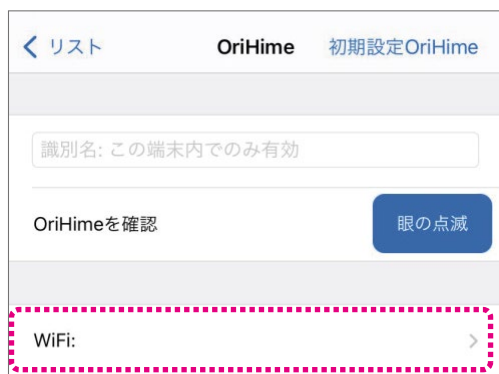 リスト OriHime 初期設定OriHime
識別名: この端末内でのみ有効
OriHimeを確認 眼の点滅
WiFi: